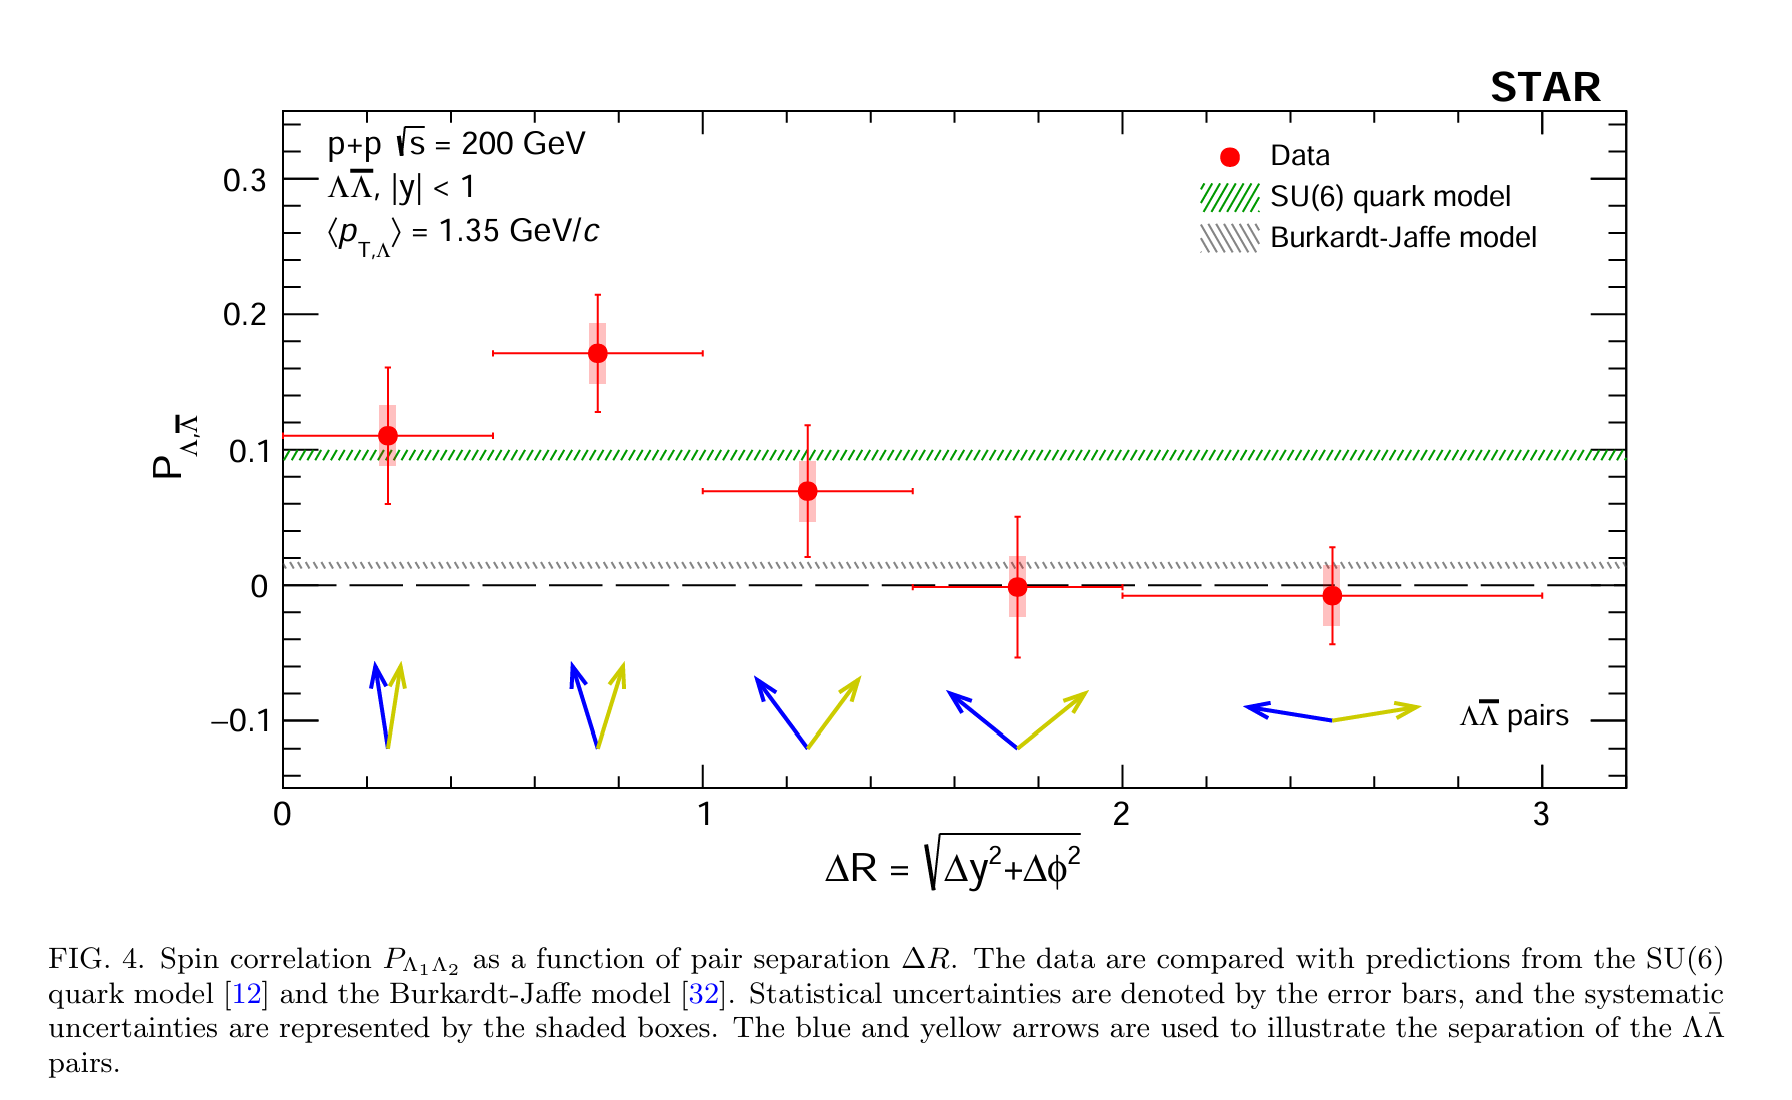 STAR
p+p √s = 200 GeV
ΛΛ̅, |y| < 1
⟨p_T,Λ⟩ = 1.35 GeV/c
Data
SU(6) quark model
Burkardt-Jaffe model
0.3
0.2
0.1
0
−0.1
P_Λ,Λ̅
ΛΛ̅ pairs
0 1 2 3
ΔR = √Δy²+Δϕ²
FIG. 4. Spin correlation P_Λ₁Λ₂ as a function of pair separation ΔR. The data are compared with predictions from the SU(6)
quark model [12] and the Burkardt-Jaffe model [32]. Statistical uncertainties are denoted by the error bars, and the systematic
uncertainties are represented by the shaded boxes. The blue and yellow arrows are used to illustrate the separation of the ΛΛ̅
pairs.